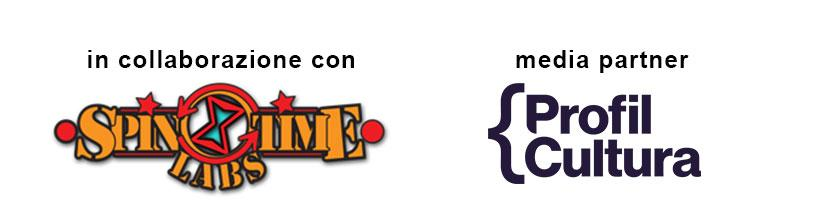 in collaborazione con
SPIN TIME
LABS
media partner
Profil
Cultura